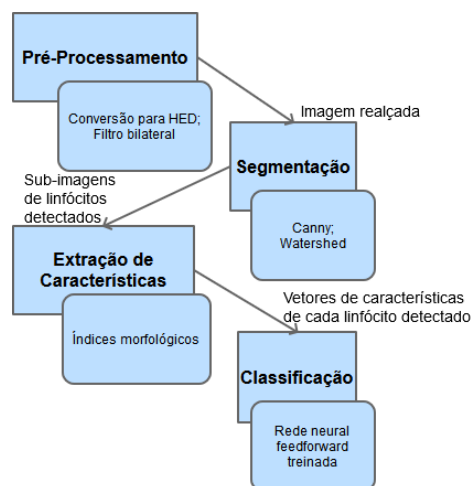 Pré-Processamento
Conversão para HED;
Filtro bilateral
Imagem realçada
Segmentação
Canny;
Watershed
Sub-imagens
de linfócitos
detectados
Extração de
Características
Índices morfológicos
Vetores de características
de cada linfócito detectado
Classificação
Rede neural
feedforward
treinada